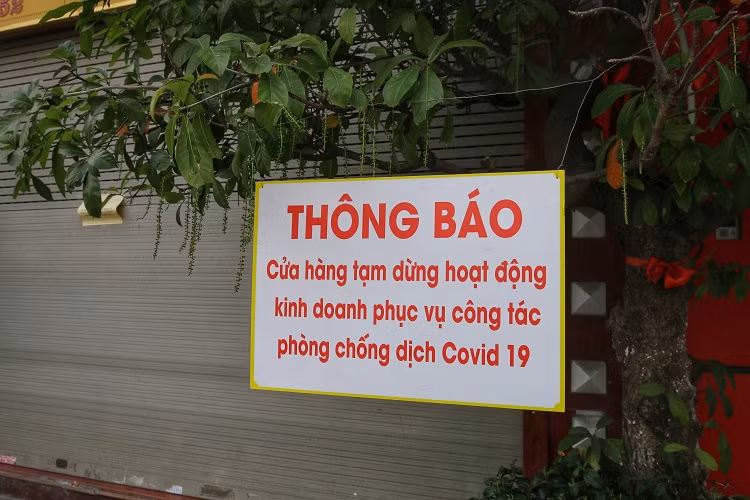 52
THÔNG BÁO
Cửa hàng tạm dừng hoạt động
kinh doanh phục vụ công tác
phòng chống dịch Covid 19